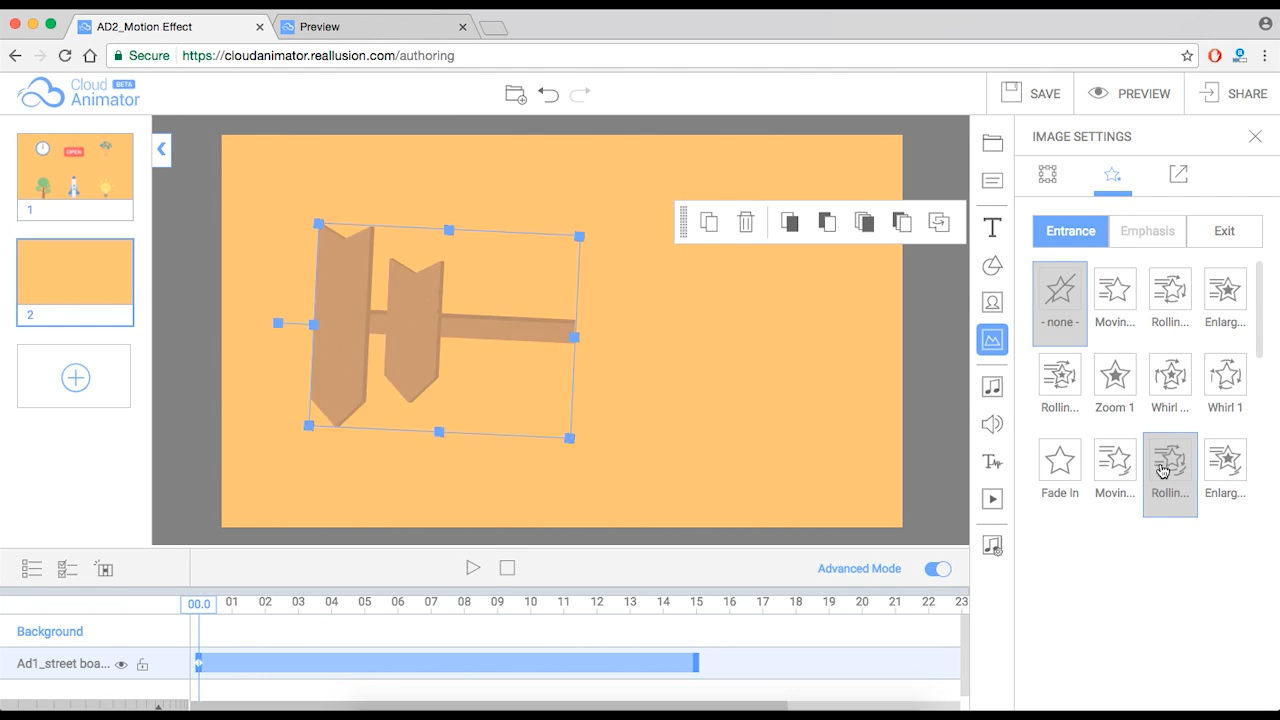 AD2_Motion Effect
Preview
Secure
https://cloudanimator.reallusion.com/authoring
Cloud BETA
Animator
SAVE
PREVIEW
SHARE
OPEN
1
2
IMAGE SETTINGS
Entrance
Emphasis
Exit
- none -
Movin...
Rollin...
Enlarg...
Rollin...
Zoom 1
Whirl ...
Whirl 1
Fade In
Movin...
Rollin...
Enlarg...
Advanced Mode
00.0 01 02 03 04 05 06 07 08 09 10 11 12 13 14 15 16 17 18 19 20 21 22 23
Background
Ad1_street boa...